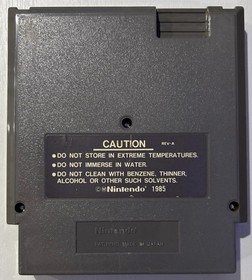 CAUTION REV-A
• DO NOT STORE IN EXTREME TEMPERATURES.
• DO NOT IMMERSE IN WATER.
• DO NOT CLEAN WITH BENZENE, THINNER,
ALCOHOL OR OTHER SUCH SOLVENTS.
©Nintendo 1985
Nintendo